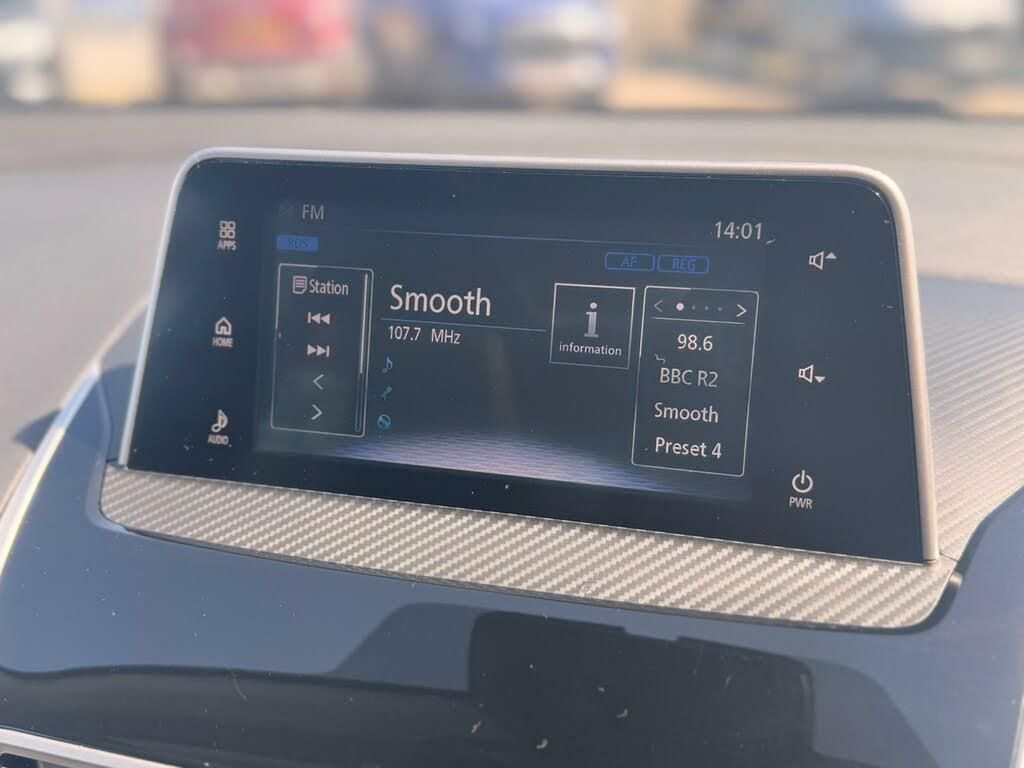 FM
14:01
RDS
AF
REG
APPS
HOME
AUDIO
Station
Smooth
107.7 MHz
information
98.6
BBC R2
Smooth
Preset 4
PWR